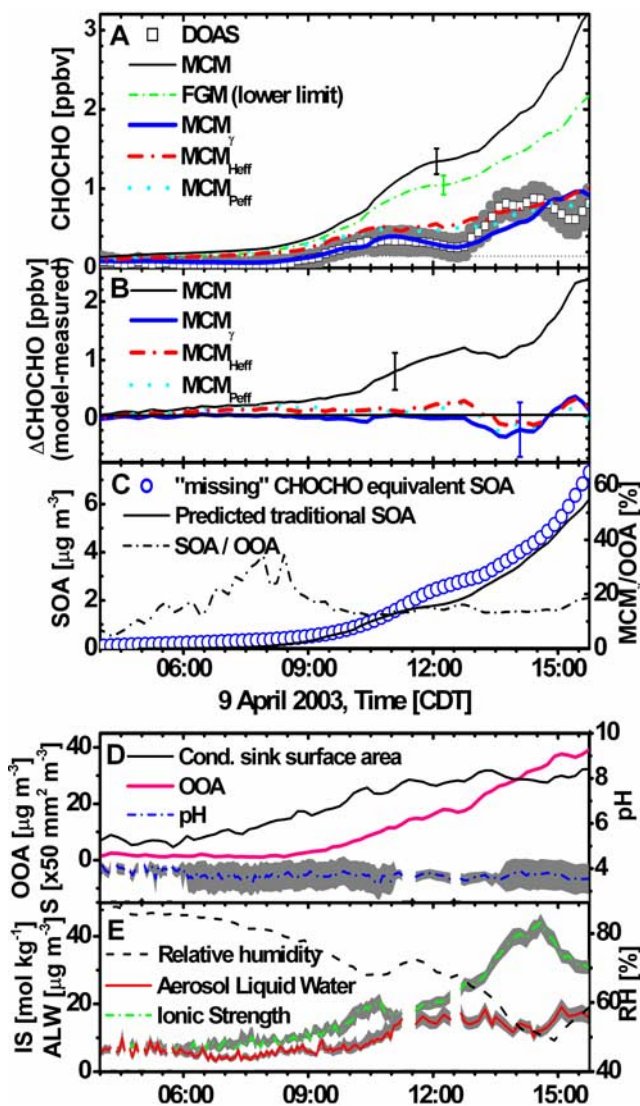 A
DOAS
MCM
FGM (lower limit)
MCMγ
MCMHeff
MCMPeff
CHOCHO [ppbv]
3
2
1
0
B
MCM
MCMγ
MCMHeff
MCMPeff
ΔCHOCHO [ppbv]
(model-measured)
2
1
0
C
"missing" CHOCHO equivalent SOA
Predicted traditional SOA
SOA / OOA
SOA [μg m⁻³]
6
4
2
0
MCMγ/OOA [%]
60
40
20
0
06:00 09:00 12:00 15:00
9 April 2003, Time [CDT]
D
Cond. sink surface area
OOA
pH
OOA [μg m⁻³]
S [x50 mm² m⁻³]
40
20
0
pH
10
8
6
4
E
Relative humidity
Aerosol Liquid Water
Ionic Strength
IS [mol kg⁻¹]
ALW [μg m⁻³]
40
20
0
RH [%]
80
60
40
06:00 09:00 12:00 15:00